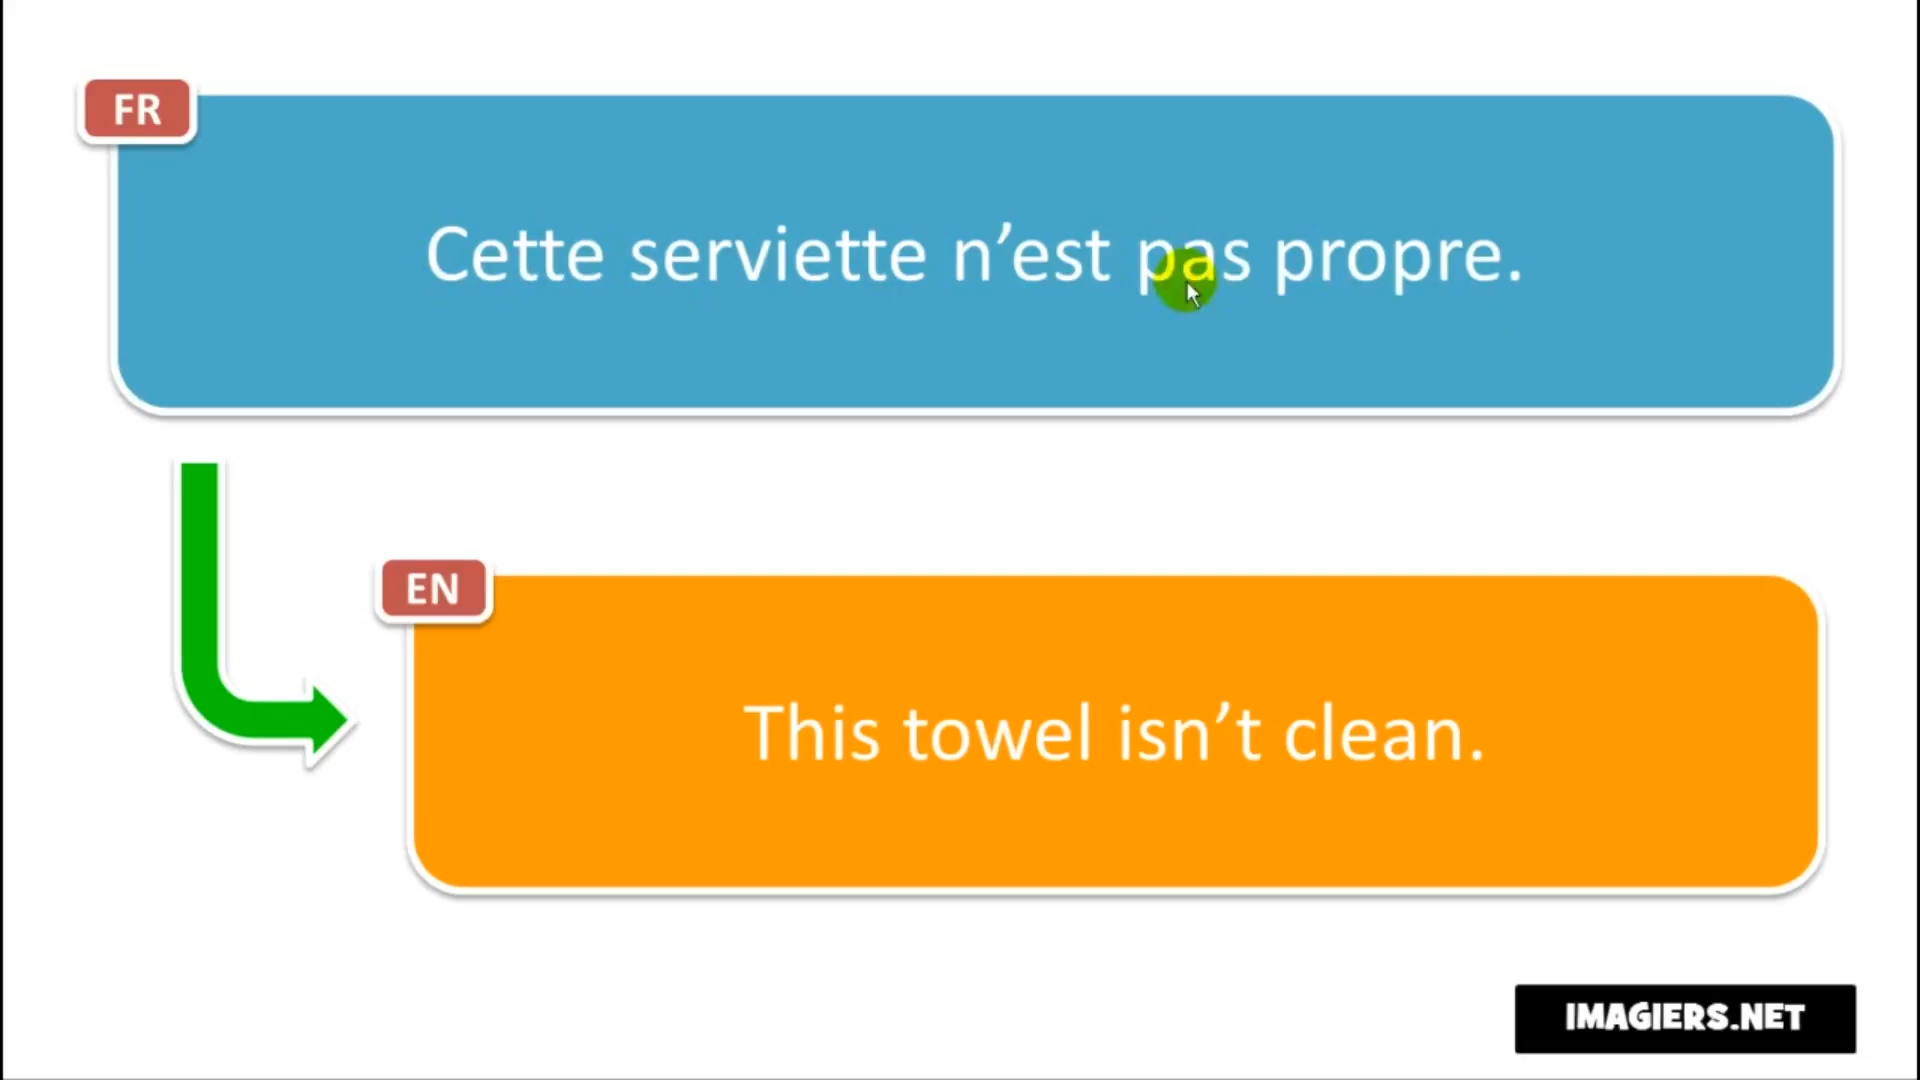 FR
Cette serviette n’est pas propre.
EN
This towel isn’t clean.
IMAGIERS.NET